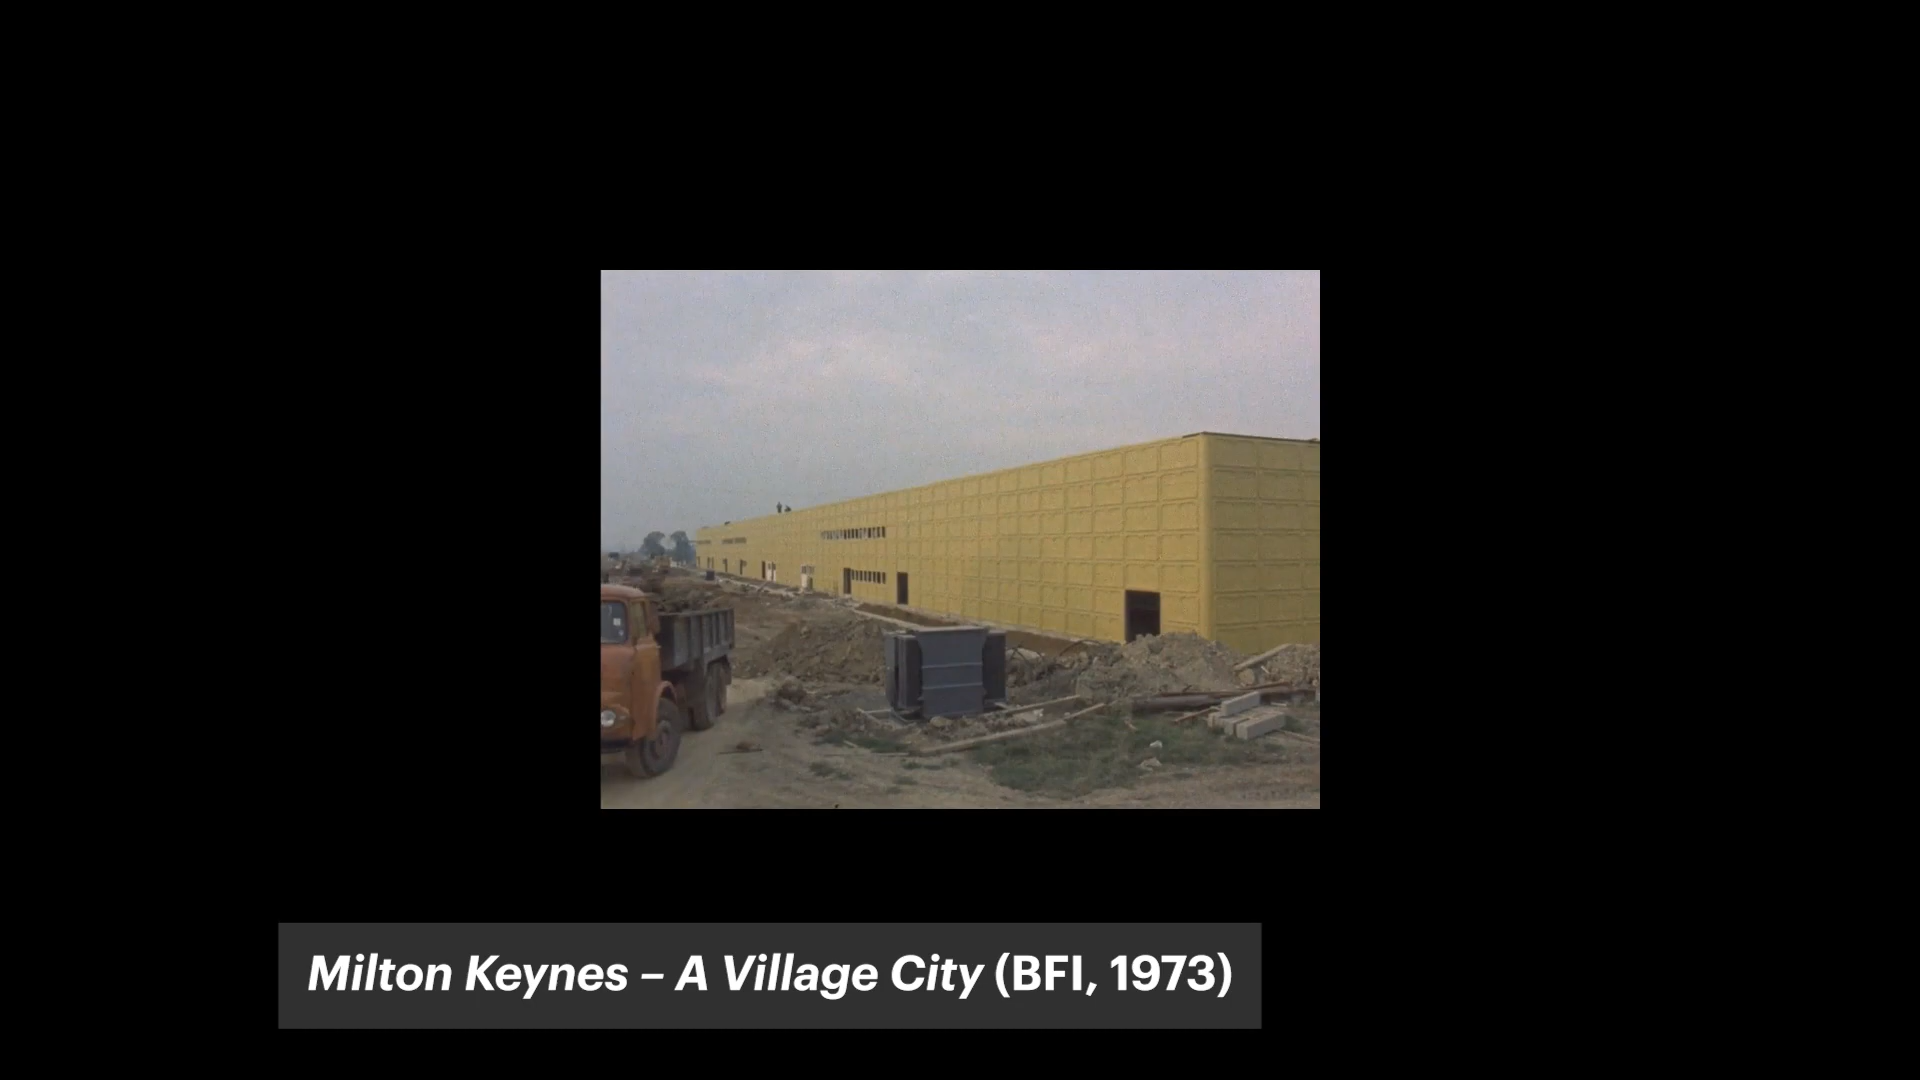 Milton Keynes – A Village City (BFI, 1973)